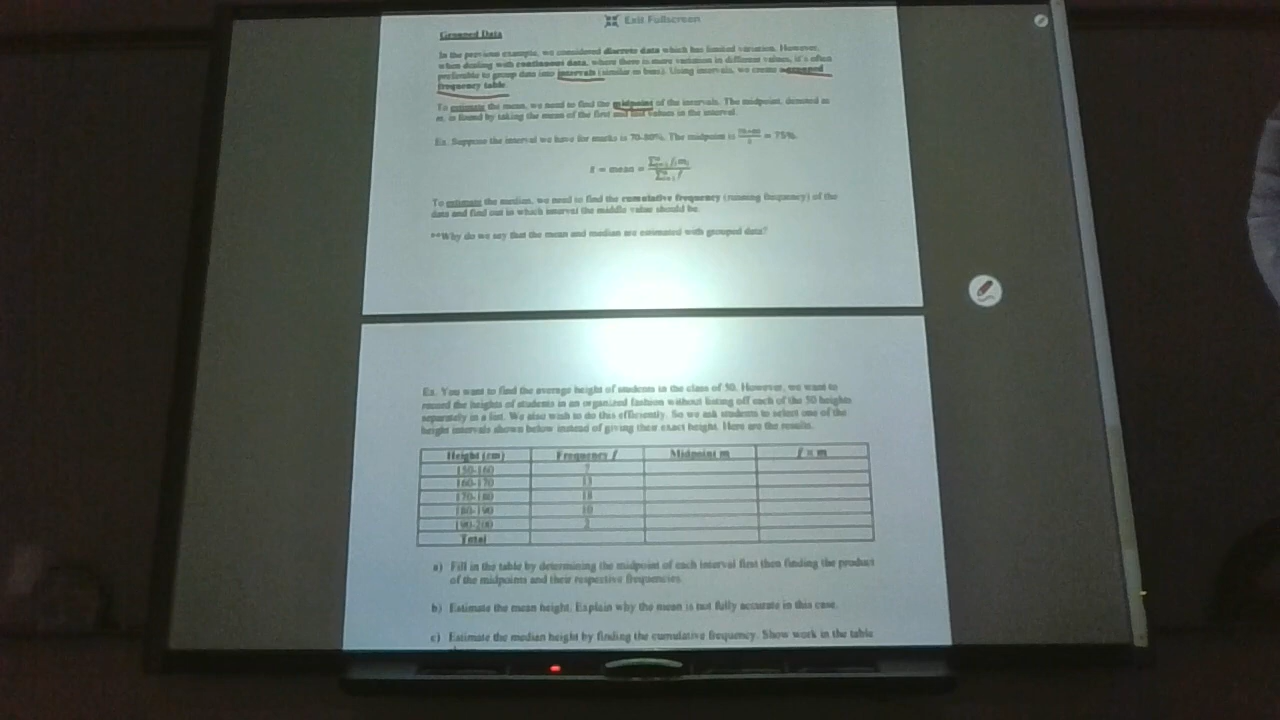 Exit Fullscreen
Grouped Data
In the previous example, we considered discrete data which has limited variation. However,
when dealing with continuous data, where there is more variation in different values, it's often
preferable to group data into intervals (similar to bins). Using intervals, we create a grouped
frequency table.
To estimate the mean, we need to find the midpoint of the intervals. The midpoint, denoted as
m, is found by taking the mean of the first and last values in the interval.
Ex. Suppose the interval we have for marks is 70-80%. The midpoint is (70+80)/2 = 75%.
= mean =
To estimate the median, we need to find the cumulative frequency (running frequency) of the
data and find out in which interval the middle value should be.
**Why do we say that the mean and median are estimated with grouped data?
Ex. You want to find the average height of students in the class of 50. However, we want to
record the heights of students in an organized fashion without listing off each of the 50 heights
separately in a list. We also wish to do this efficiently. So we ask students to select one of the
height intervals shown below instead of giving their exact height. Here are the results.
Height (cm) Frequency f Midpoint m f × m
150-160 7
160-170 13
170-180 18
180-190 10
190-200 2
Total
a) Fill in the table by determining the midpoint of each interval first then finding the product
of the midpoints and their respective frequencies.
b) Estimate the mean height. Explain why the mean is not fully accurate in this case.
c) Estimate the median height by finding the cumulative frequency. Show work in the table